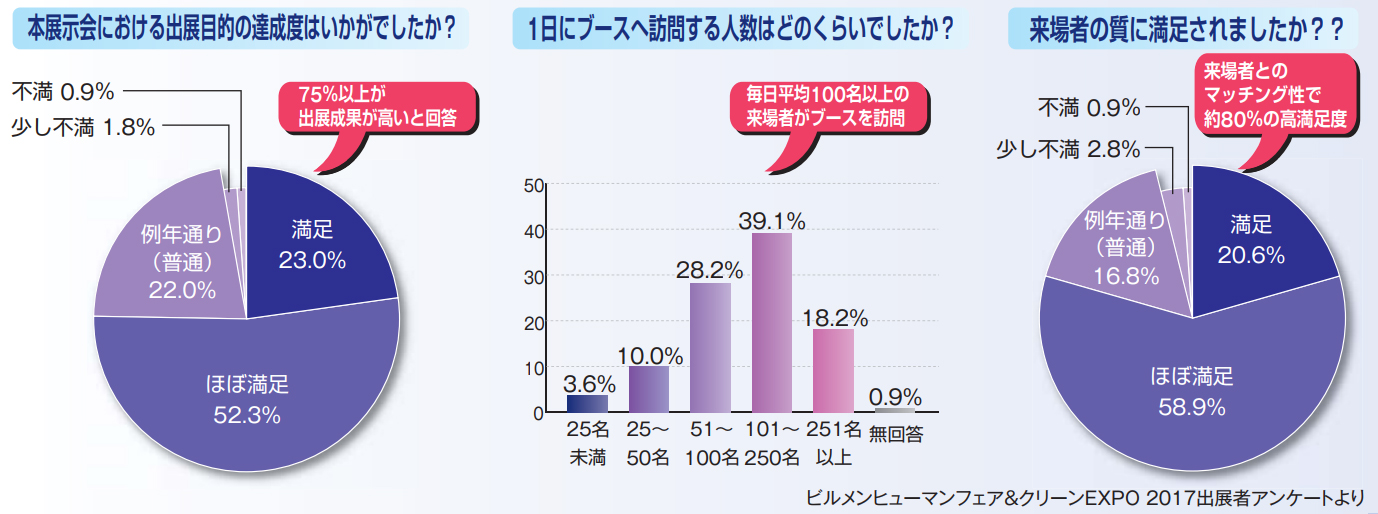 本展示会における出展目的の達成度はいかがでしたか？
75%以上が
出展成果が高いと回答
不満 0.9%
少し不満 1.8%
例年通り
（普通）
22.0%
満足
23.0%
ほぼ満足
52.3%
1日にブースへ訪問する人数はどのくらいでしたか？
毎日平均100名以上の
来場者がブースを訪問
50
40
30
20
10
0
3.6%
10.0%
28.2%
39.1%
18.2%
0.9%
25名
未満
25～
50名
51～
100名
101～
250名
251名
以上
無回答
来場者の質に満足されましたか？？
来場者との
マッチング性で
約80%の高満足度
不満 0.9%
少し不満 2.8%
例年通り
（普通）
16.8%
満足
20.6%
ほぼ満足
58.9%
ビルメンヒューマンフェア&クリーンEXPO 2017出展者アンケートより